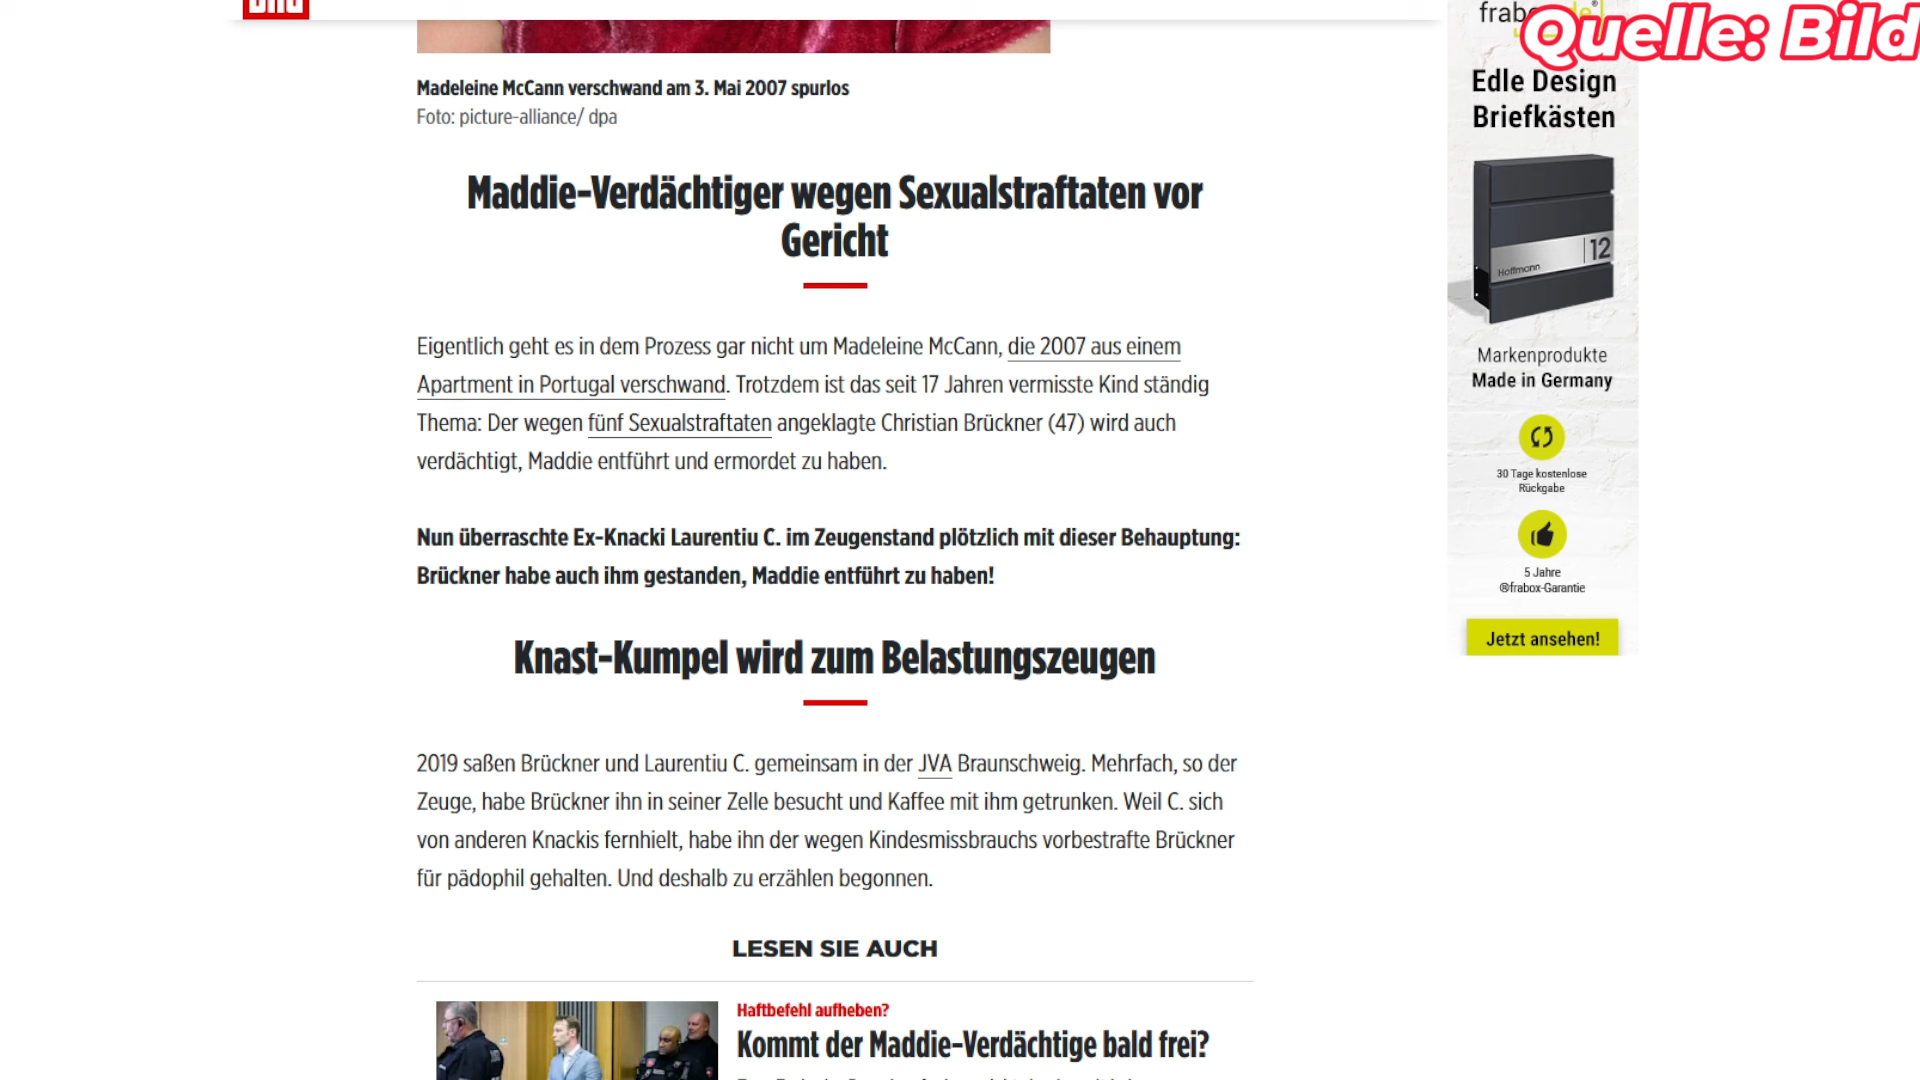 BILD
Quelle: Bild
Madeleine McCann verschwand am 3. Mai 2007 spurlos
Foto: picture-alliance/ dpa
Maddie-Verdächtiger wegen Sexualstraftaten vor
Gericht
Eigentlich geht es in dem Prozess gar nicht um Madeleine McCann, die 2007 aus einem
Apartment in Portugal verschwand. Trotzdem ist das seit 17 Jahren vermisste Kind ständig
Thema: Der wegen fünf Sexualstraftaten angeklagte Christian Brückner (47) wird auch
verdächtigt, Maddie entführt und ermordet zu haben.
Nun überraschte Ex-Knacki Laurentiu C. im Zeugenstand plötzlich mit dieser Behauptung:
Brückner habe auch ihm gestanden, Maddie entführt zu haben!
Knast-Kumpel wird zum Belastungszeugen
2019 saßen Brückner und Laurentiu C. gemeinsam in der JVA Braunschweig. Mehrfach, so der
Zeuge, habe Brückner ihn in seiner Zelle besucht und Kaffee mit ihm getrunken. Weil C. sich
von anderen Knackis fernhielt, habe ihn der wegen Kindesmissbrauchs vorbestrafte Brückner
für pädophil gehalten. Und deshalb zu erzählen begonnen.
LESEN SIE AUCH
Haftbefehl aufheben?
Kommt der Maddie-Verdächtige bald frei?
Edle Design
Briefkästen
12
Hoffmann
Markenprodukte
Made in Germany
30 Tage kostenlose
Rückgabe
5 Jahre
@frabox-Garantie
Jetzt ansehen!